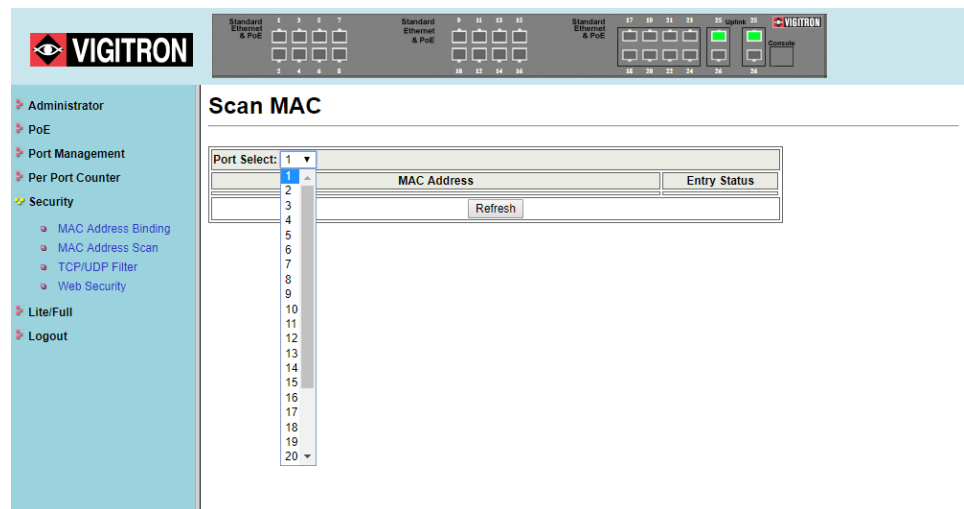 VIGITRON
Standard
Ethernet
& PoE
1 3 5 7
2 4 6 8
Standard
Ethernet
& PoE
9 11 13 15
10 12 14 16
Standard
Ethernet
& PoE
17 19 21 23
18 20 22 24
25 Uplink 25
26 26
VIGITRON
Console
Administrator
PoE
Port Management
Per Port Counter
Security
MAC Address Binding
MAC Address Scan
TCP/UDP Filter
Web Security
Lite/Full
Logout
Scan MAC
Port Select: 1
MAC Address Entry Status
Refresh
1
2
3
4
5
6
7
8
9
10
11
12
13
14
15
16
17
18
19
20